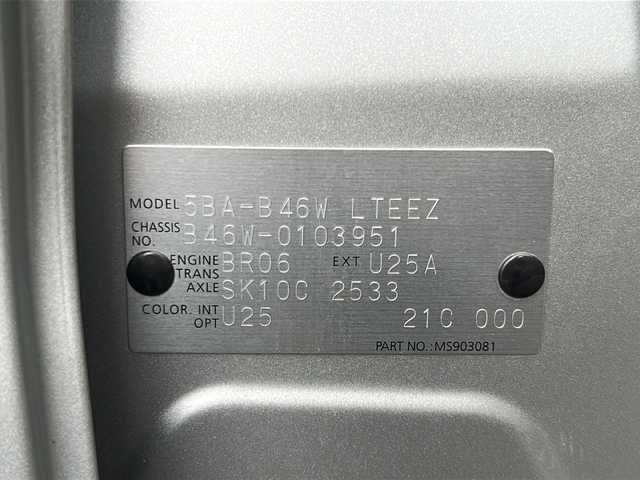 MODEL 5BA-B46W LTEEZ
CHASSIS NO. B46W-0103951
ENGINE BR06 EXT U25A
TRANS AXLE SK10C 2533
COLOR. INT U25
OPT 21C 000
PART NO.:MS903081